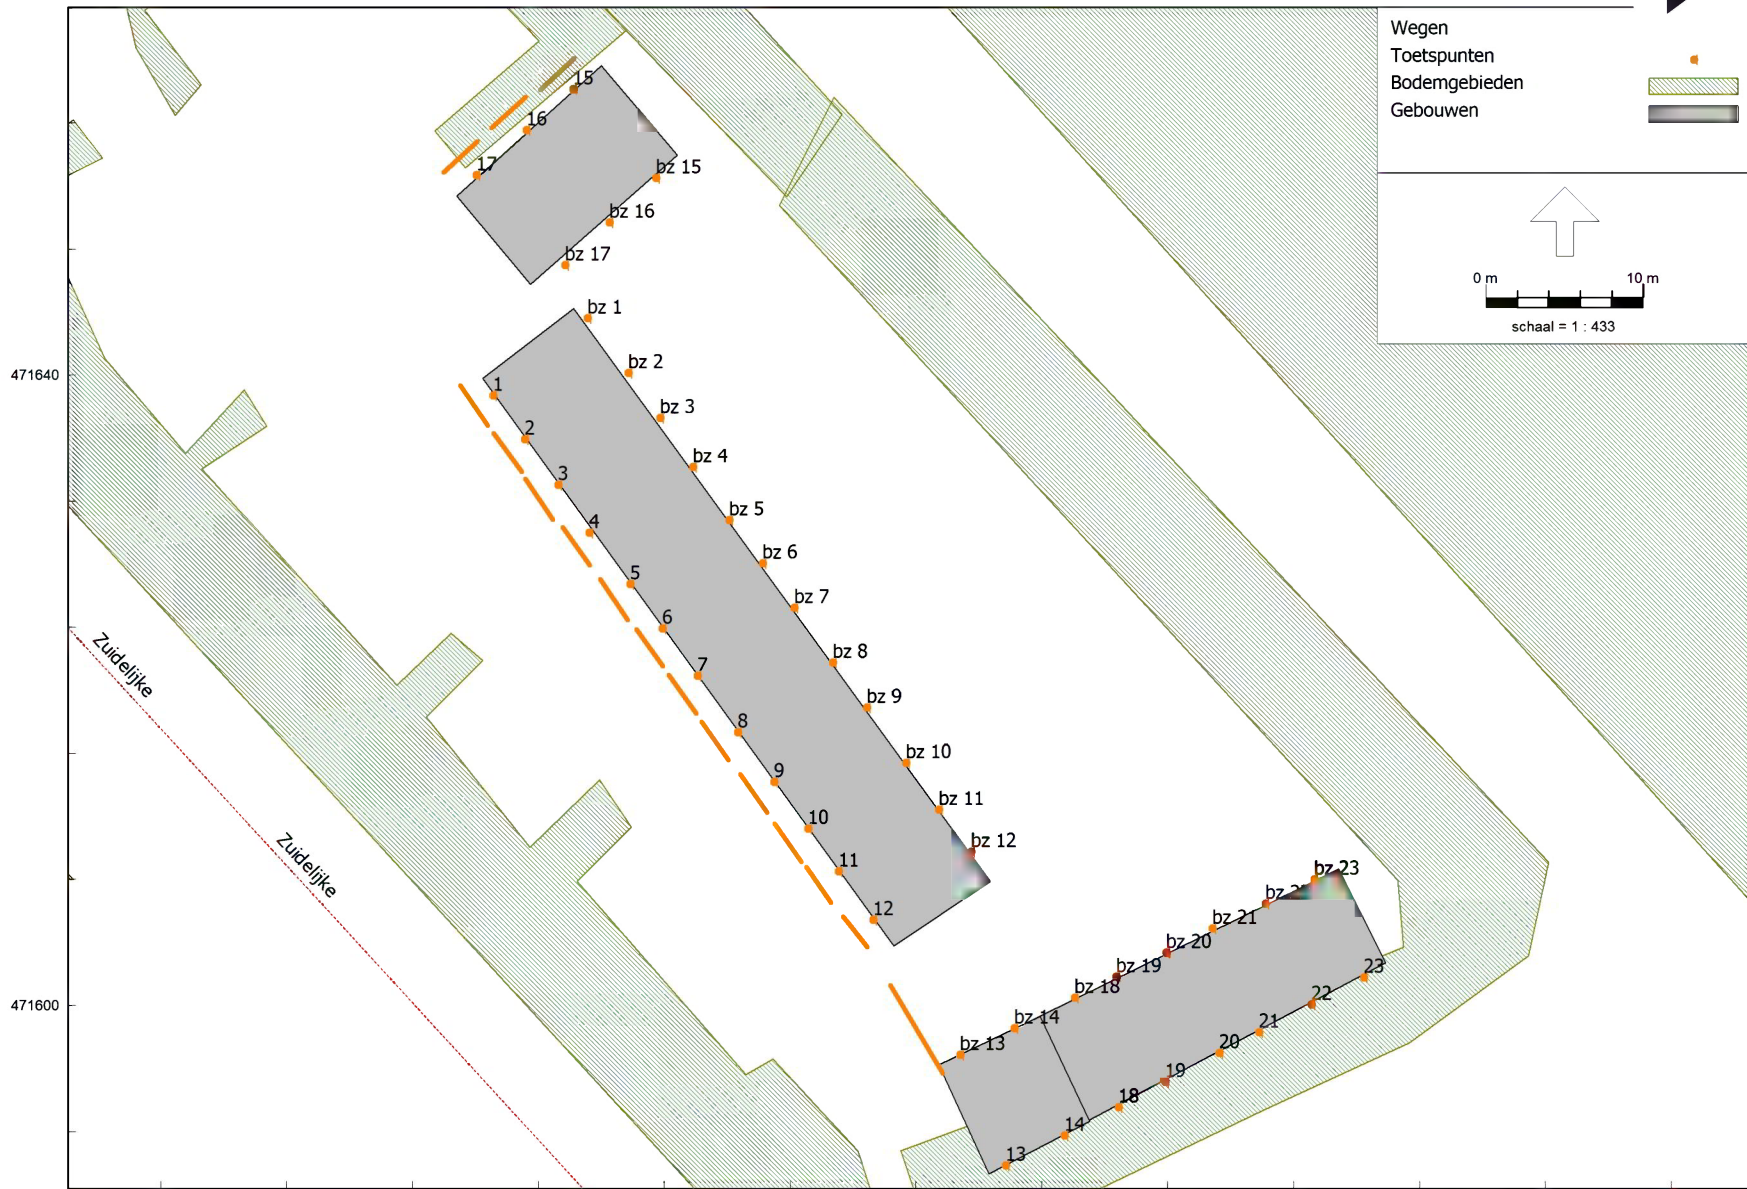 Wegen
Toetspunten
Bodemgebieden
Gebouwen
0 m 10 m
schaal = 1 : 433
15
16
17
bz 15
bz 16
bz 17
bz 1
bz 2
471640
1
bz 3
2
bz 4
3
bz 5
4
bz 6
5
bz 7
6
bz 8
Zuidelijke
7
bz 9
8
bz 10
9
bz 11
10
bz 12
Zuidelijke
11
bz 23
12
bz 21
bz 20
bz 19
23
bz 18
22
471600
bz 14
21
bz 13
20
19
18
14
13